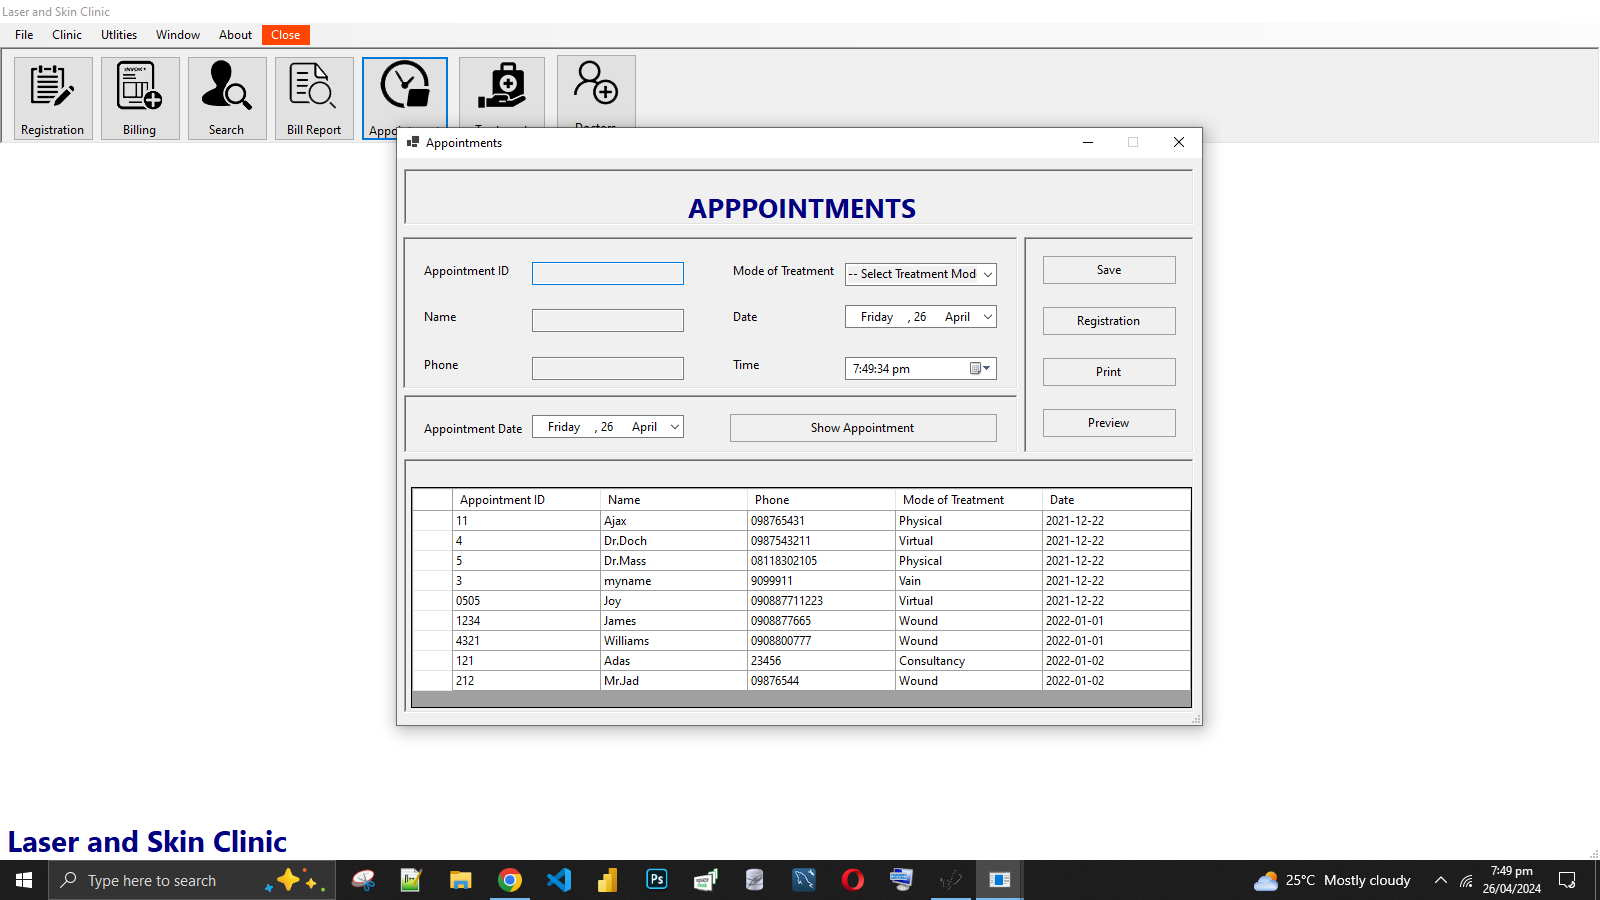 Laser and Skin Clinic
File Clinic Utlities Window About Close
Registration Billing Search Bill Report
Appointments
APPPOINTMENTS
Appointment ID Mode of Treatment -- Select Treatment Mod
Name Date Friday , 26 April
Phone Time 7:49:34 pm
Save
Registration
Print
Preview
Appointment Date Friday , 26 April Show Appointment
Appointment ID Name Phone Mode of Treatment Date
11 Ajax 098765431 Physical 2021-12-22
4 Dr.Doch 0987543211 Virtual 2021-12-22
5 Dr.Mass 08118302105 Physical 2021-12-22
3 myname 9099911 Vain 2021-12-22
0505 Joy 090887711223 Virtual 2021-12-22
1234 James 0908877665 Wound 2022-01-01
4321 Williams 0908800777 Wound 2022-01-01
121 Adas 23456 Consultancy 2022-01-02
212 Mr.Jad 09876544 Wound 2022-01-02
Laser and Skin Clinic
Type here to search Ps 25°C Mostly cloudy 7:49 pm
26/04/2024